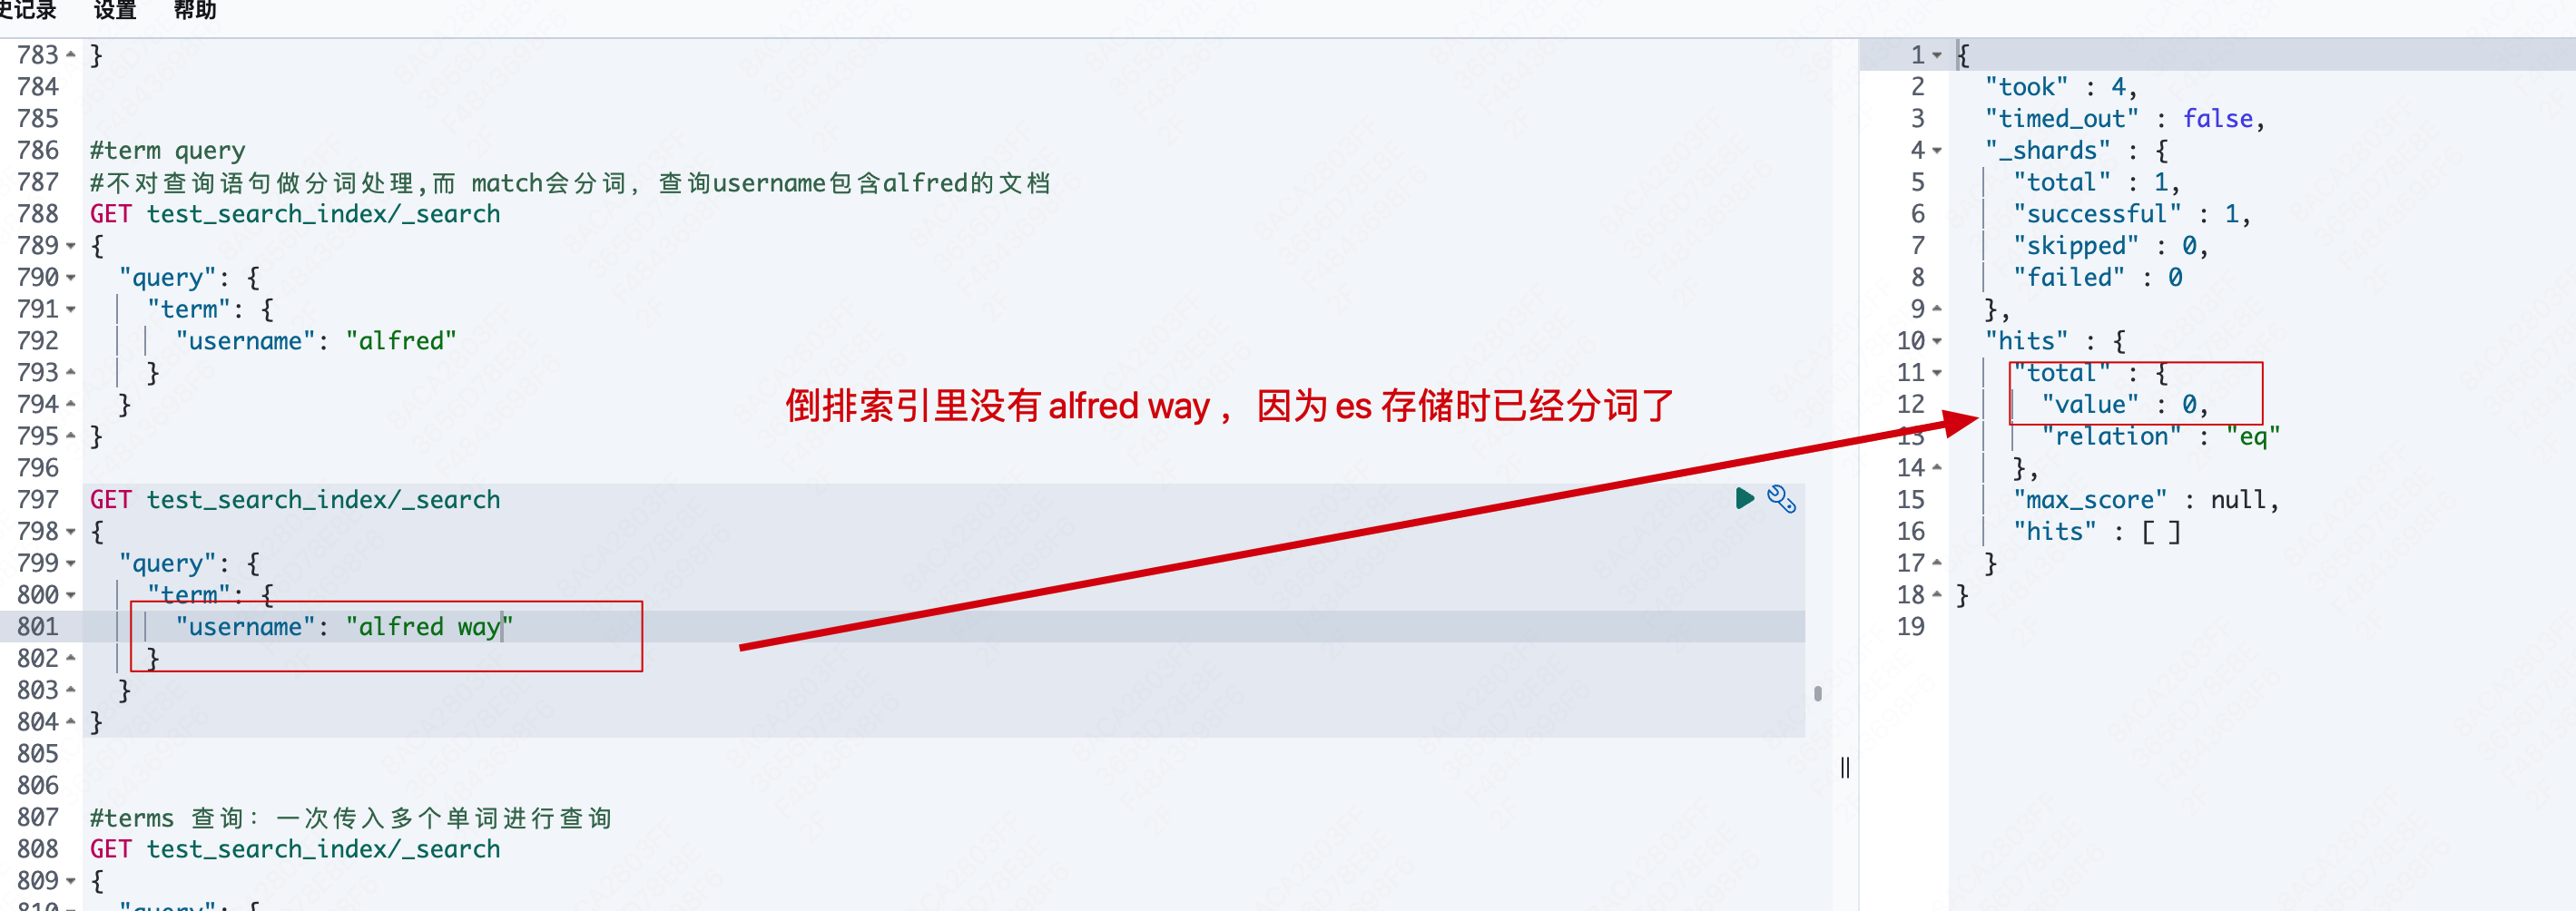 史记录 设置 帮助
783 }
784
785
786 #term query
787 #不对查询语句做分词处理,而 match会分词, 查询username包含alfred的文档
788 GET test_search_index/_search
789 {
790 "query": {
791 "term": {
792 "username": "alfred"
793 }
794 }
795 }
796
倒排索引里没有 alfred way ，因为 es 存储时已经分词了
797 GET test_search_index/_search
798 {
799 "query": {
800 "term": {
801 "username": "alfred way"
802 }
803 }
804 }
805
806
807 #terms 查询: 一次传入多个单词进行查询
808 GET test_search_index/_search
809 {
810 "query": {
1 {
2 "took" : 4,
3 "timed_out" : false,
4 "_shards" : {
5 "total" : 1,
6 "successful" : 1,
7 "skipped" : 0,
8 "failed" : 0
9 },
10 "hits" : {
11 "total" : {
12 "value" : 0,
13 "relation" : "eq"
14 },
15 "max_score" : null,
16 "hits" : [ ]
17 }
18 }
19